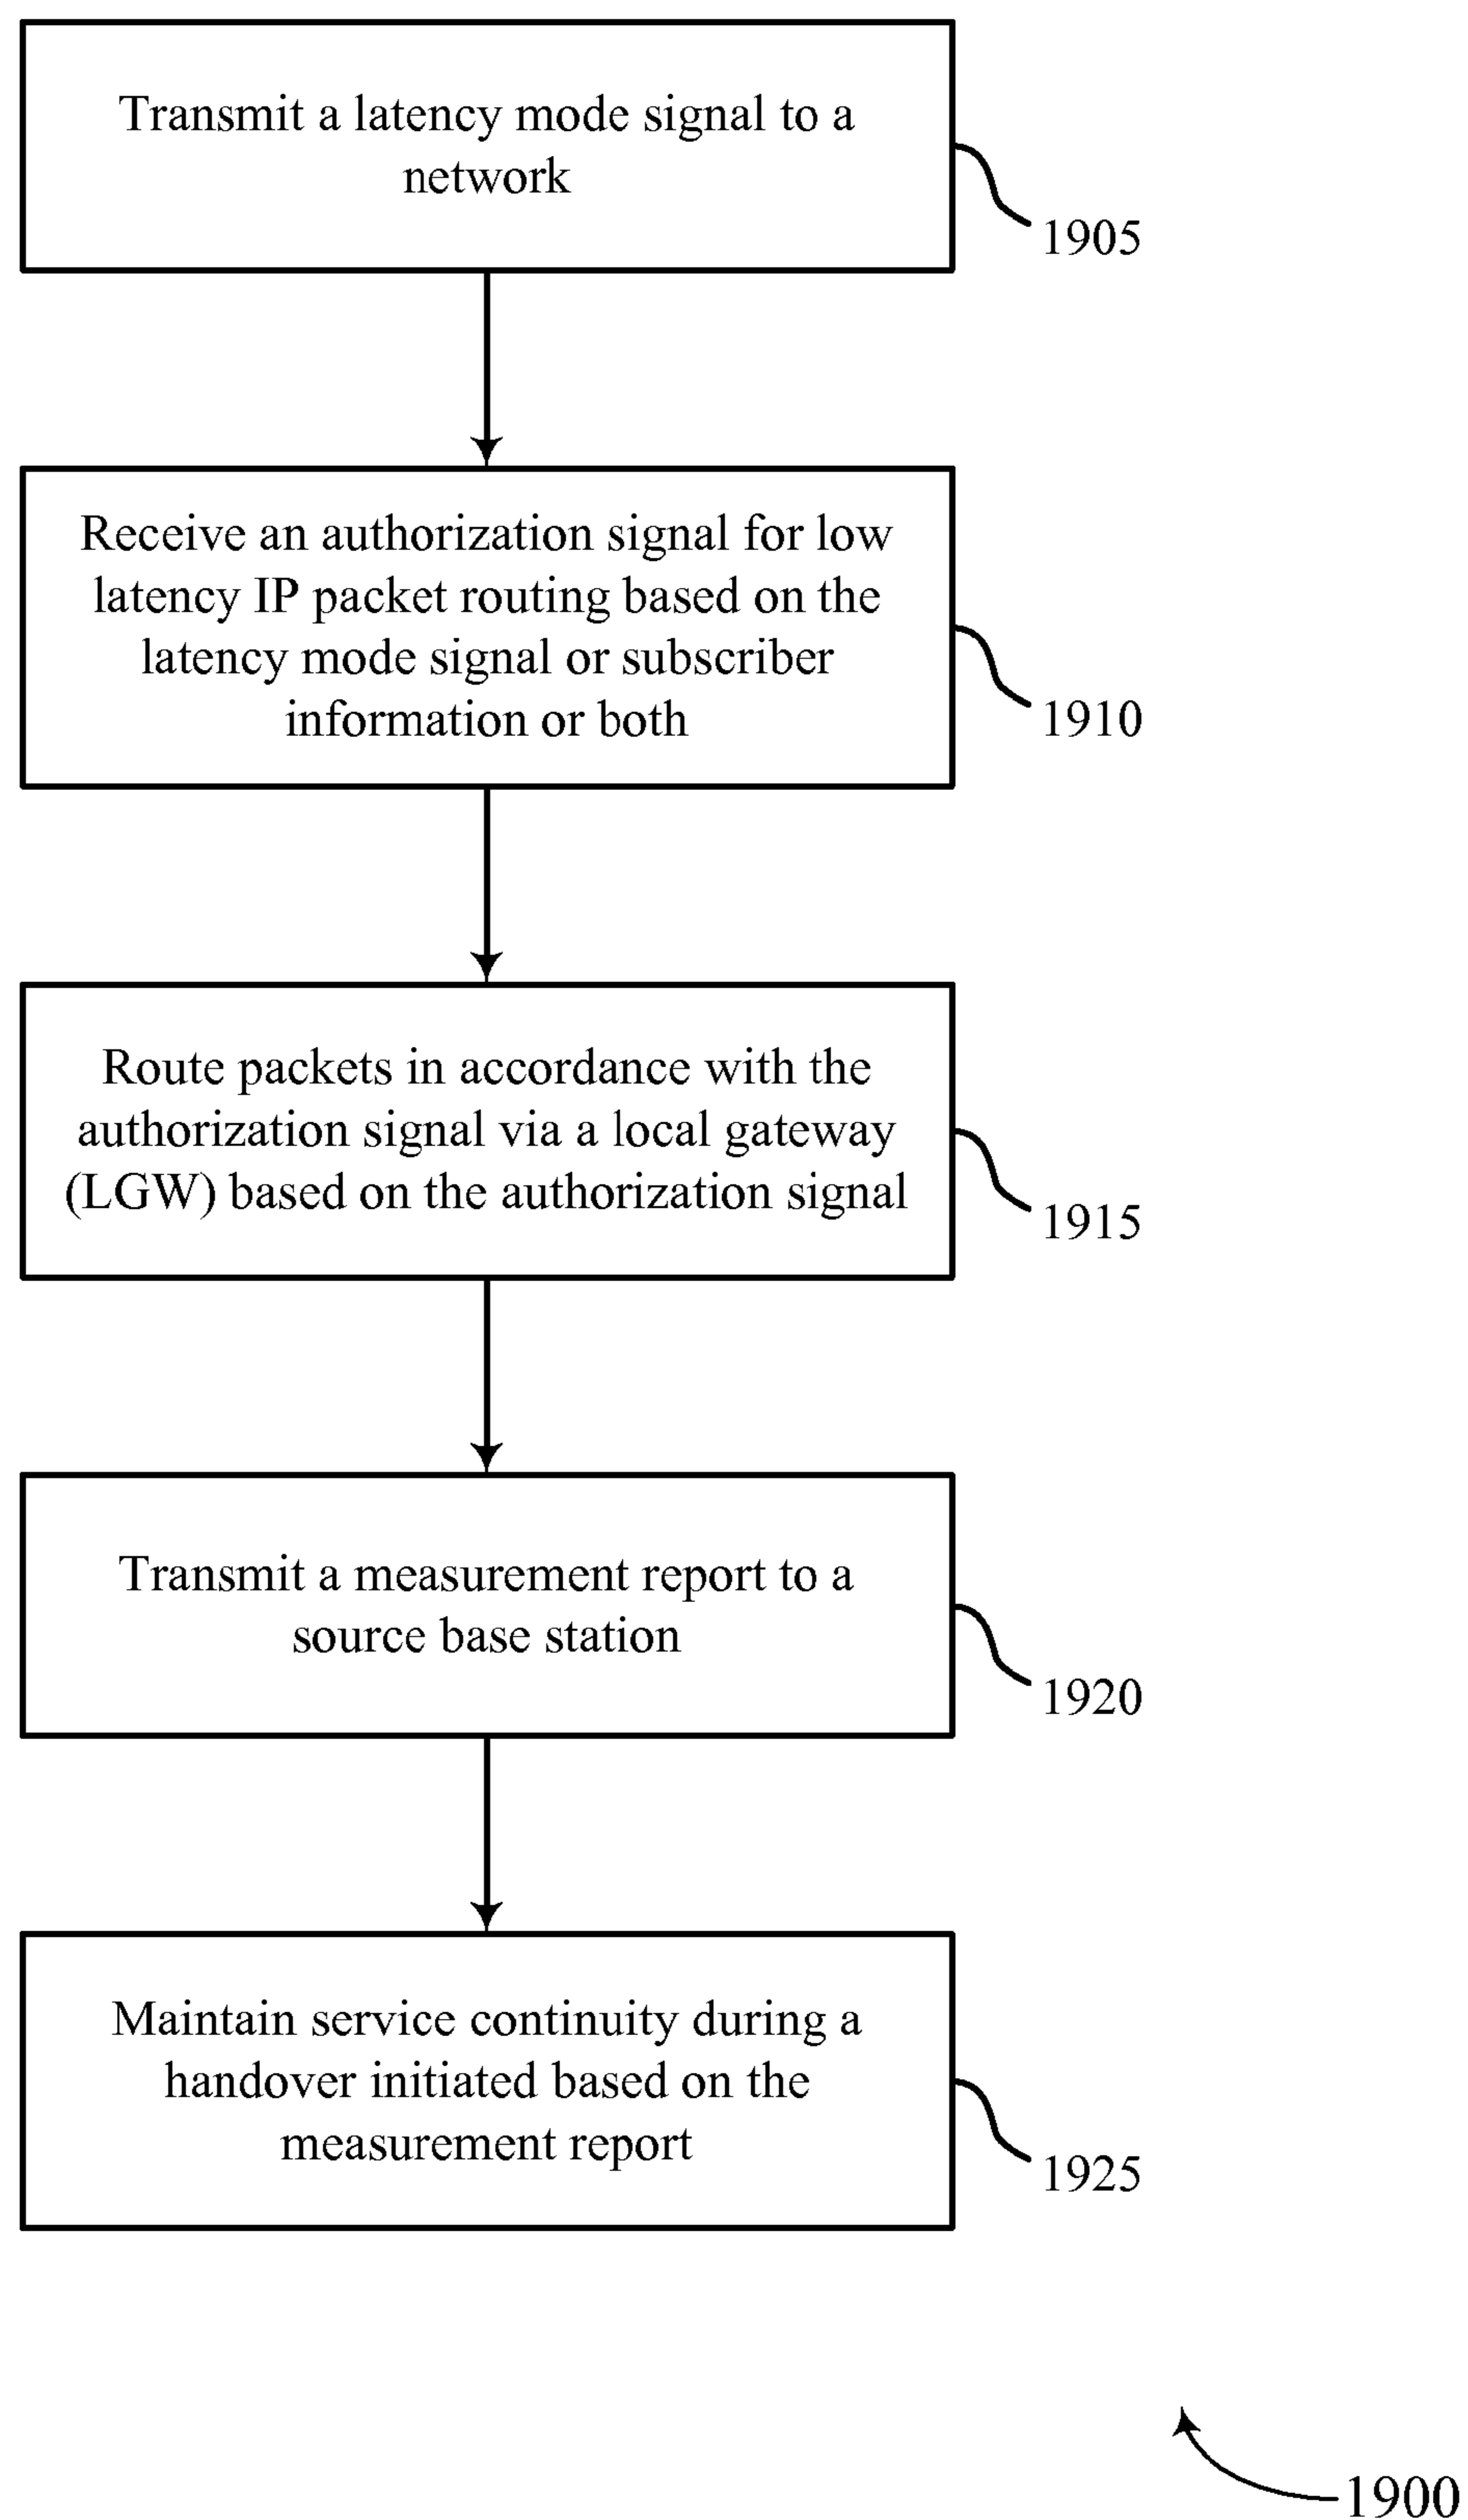 Transmit a latency mode signal to a
network
1905
Receive an authorization signal for low
latency IP packet routing based on the
latency mode signal or subscriber
information or both
1910
Route packets in accordance with the
authorization signal via a local gateway
(LGW) based on the authorization signal
1915
Transmit a measurement report to a
source base station
1920
Maintain service continuity during a
handover initiated based on the
measurement report
1925
1900